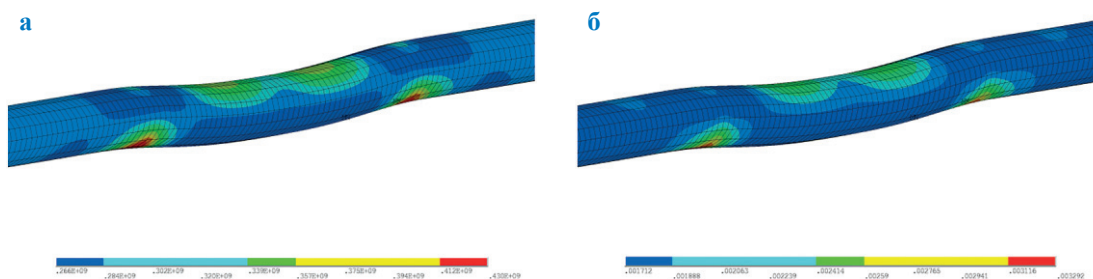 а
б
.266E+09 .302E+09 .339E+09 .375E+09 .412E+09
.284E+09 .320E+09 .357E+09 .394E+09 .430E+09
.001712 .002063 .002414 .002765 .003116
.001888 .002239 .00259 .002941 .003292